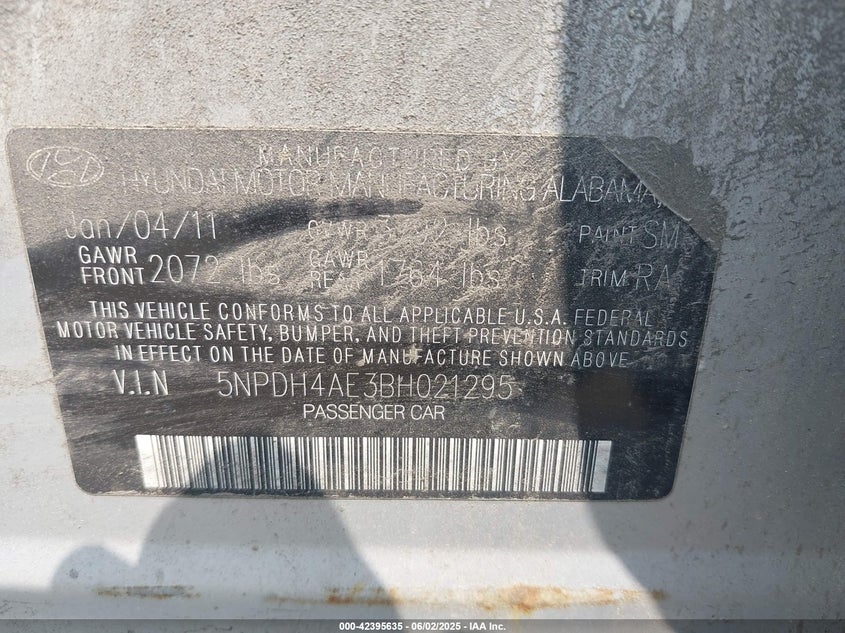 MANUFACTURED BY
HYUNDAI MOTOR MANUFACTURING ALABAMA,
Jan/04/11 GVWR lbs PAINT SM
GAWR FRONT 2072 lbs GAWR REAR 1764 lbs TRIM RA
THIS VEHICLE CONFORMS TO ALL APPLICABLE U.S.A. FEDERAL
MOTOR VEHICLE SAFETY, BUMPER, AND THEFT PREVENTION STANDARDS
IN EFFECT ON THE DATE OF MANUFACTURE SHOWN ABOVE
V.I.N 5NPDH4AE3BH021295
PASSENGER CAR
000-42395635 - 06/02/2025 - IAA Inc.